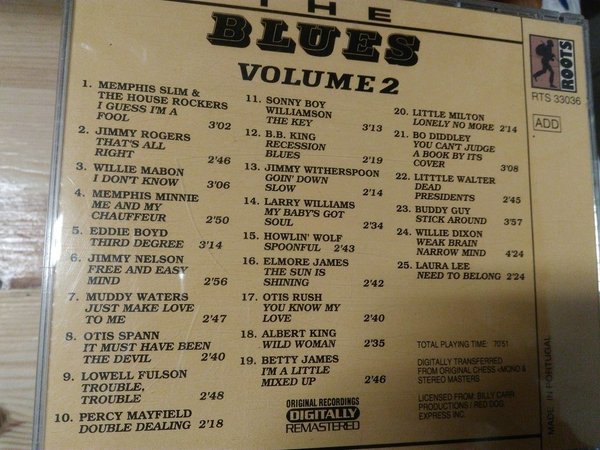 THE
BLUES
VOLUME 2
ROOTS
RTS 33036
ADD
1. MEMPHIS SLIM &
THE HOUSE ROCKERS
I GUESS I'M A
FOOL 3'02
2. JIMMY ROGERS
THAT'S ALL
RIGHT 2'46
3. WILLIE MABON
I DON'T KNOW 3'06
4. MEMPHIS MINNIE
ME AND MY
CHAUFFEUR 2'50
5. EDDIE BOYD
THIRD DEGREE 3'14
6. JIMMY NELSON
FREE AND EASY
MIND 2'56
7. MUDDY WATERS
JUST MAKE LOVE
TO ME 2'47
8. OTIS SPANN
IT MUST HAVE BEEN
THE DEVIL 2'40
9. LOWELL FULSON
TROUBLE,
TROUBLE 2'48
10. PERCY MAYFIELD
DOUBLE DEALING 2'18
11. SONNY BOY
WILLIAMSON
THE KEY 3'13
12. B.B. KING
RECESSION
BLUES 2'19
13. JIMMY WITHERSPOON
GOIN' DOWN
SLOW 2'14
14. LARRY WILLIAMS
MY BABY'S GOT
SOUL 2'34
15. HOWLIN' WOLF
SPOONFUL 2'43
16. ELMORE JAMES
THE SUN IS
SHINING 2'42
17. OTIS RUSH
YOU KNOW MY
LOVE 2'40
18. ALBERT KING
WILD WOMAN 2'35
19. BETTY JAMES
I'M A LITTLE
MIXED UP 2'46
20. LITTLE MILTON
LONELY NO MORE 2'14
21. BO DIDDLEY
YOU CAN'T JUDGE
A BOOK BY ITS
COVER 3'08
22. LITTTLE WALTER
DEAD
PRESIDENTS 2'45
23. BUDDY GUY
STICK AROUND 3'57
24. WILLIE DIXON
WEAK BRAIN
NARROW MIND 4'24
25. LAURA LEE
NEED TO BELONG 2'24
ORIGINAL RECORDINGS
DIGITALLY
REMASTERED
TOTAL PLAYING TIME 70'51
DIGITALLY TRANSFERRED
FROM ORIGINAL CHESS «MONO &
STEREO MASTERS
LICENSED FROM: BILLY CARR
PRODUCTIONS / RED DOG
EXPRESS INC.
MADE IN PORTUGAL